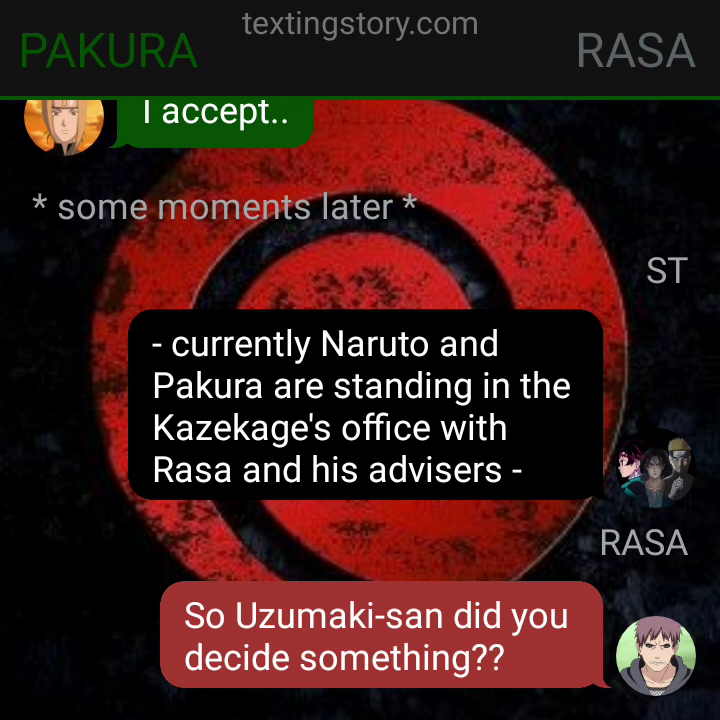 textingstory.com
PAKURA
RASA
I accept..
* some moments later *
ST
- currently Naruto and
Pakura are standing in the
Kazekage's office with
Rasa and his advisers -
RASA
So Uzumaki-san did you
decide something??